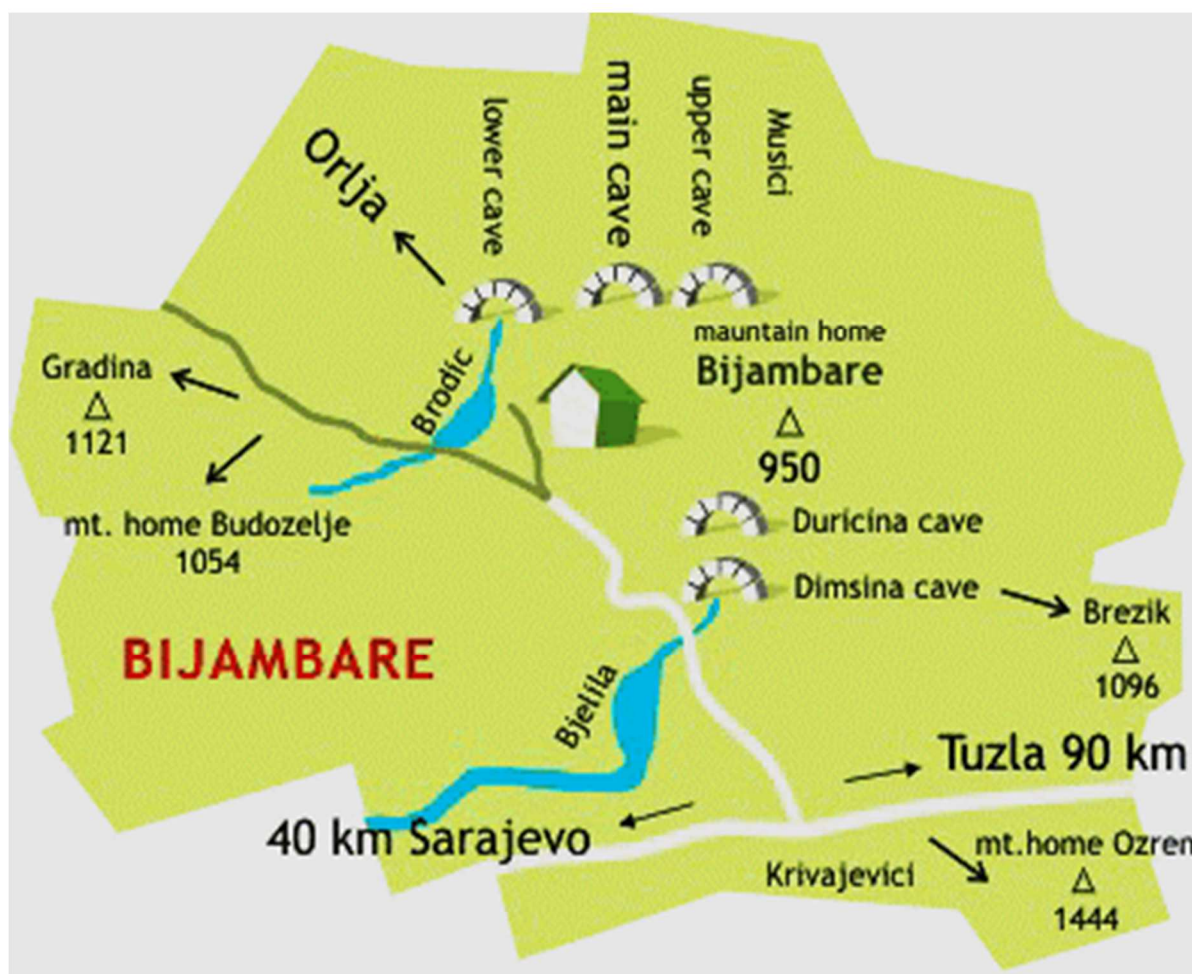 Orlja
lower cave
main cave
upper cave
Musici
mauntain home
Bijambare
950
Gradina
1121
Brodic
mt. home Budozelje
1054
Duricina cave
Dimsina cave
Brezik
1096
BIJAMBARE
Bjelila
Tuzla 90 km
40 km Sarajevo
Krivajevici
mt.home Ozren
1444